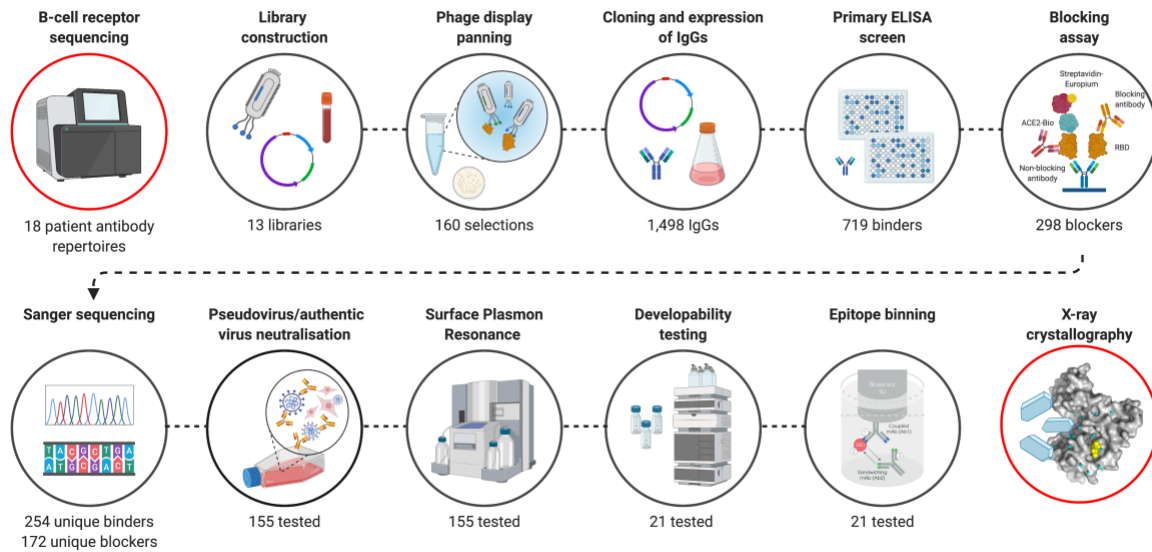 B-cell receptor
sequencing
Library
construction
Phage display
panning
Cloning and expression
of IgGs
Primary ELISA
screen
Blocking
assay
Streptavidin-
Europium
Blocking
antibody
ACE2-Bio
RBD
Non-blocking
antibody
18 patient antibody
repertoires
13 libraries
160 selections
1,498 IgGs
719 binders
298 blockers
Sanger sequencing
Pseudovirus/authentic
virus neutralisation
Surface Plasmon
Resonance
Developability
testing
Epitope binning
X-ray
crystallography
TACGCTGA
ATGCGACT
Coupled
mAb (Ab1)
Sandwiching
mAb (Ab2)
254 unique binders
172 unique blockers
155 tested
155 tested
21 tested
21 tested